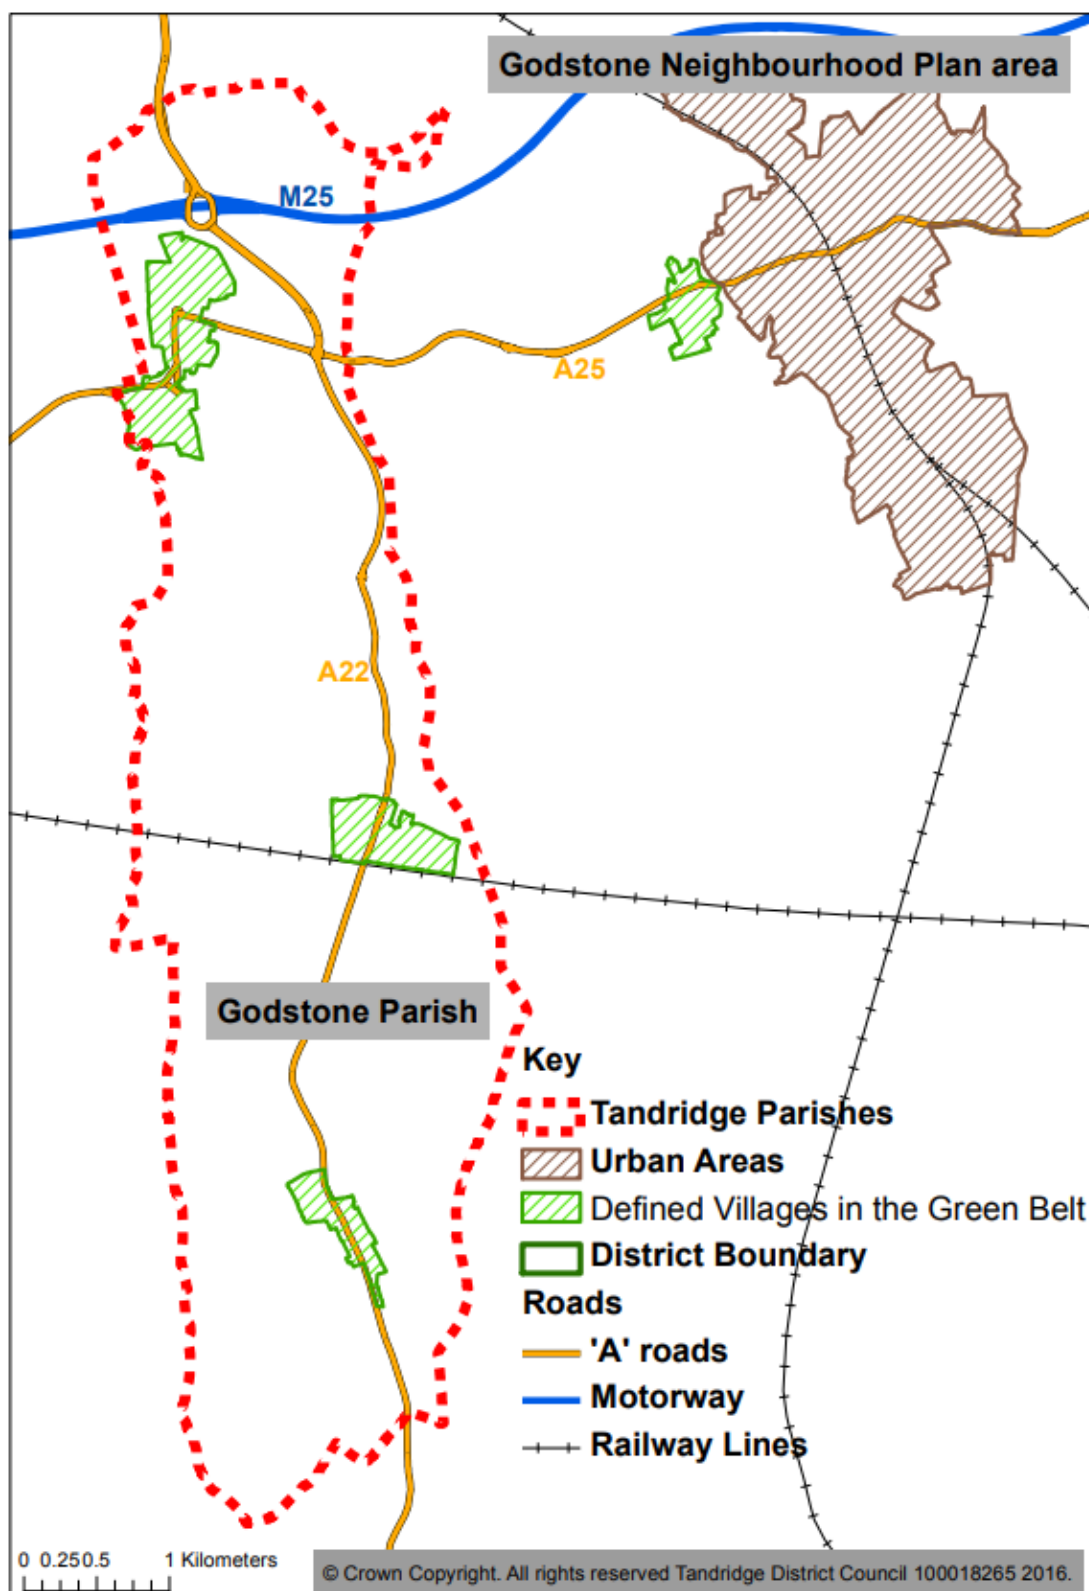 Godstone Neighbourhood Plan area
M25
A25
A22
Godstone Parish
Key
Tandridge Parishes
Urban Areas
Defined Villages in the Green Belt
District Boundary
Roads
'A' roads
Motorway
Railway Lines
0 0.25 0.5 1 Kilometers
© Crown Copyright. All rights reserved Tandridge District Council 100018265 2016.